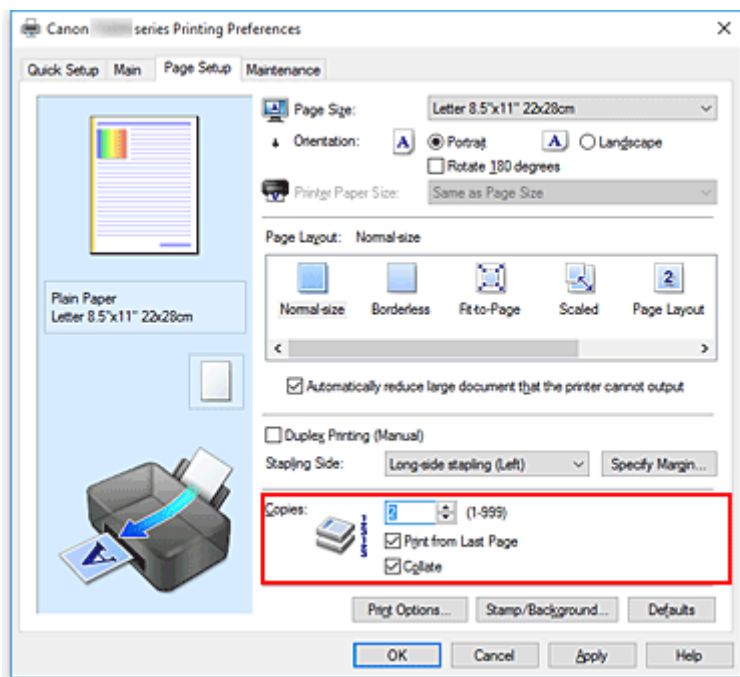 Canon series Printing Preferences
Quick Setup Main Page Setup Maintenance
Page Size: Letter 8.5"x11" 22x28cm
Orientation: A Portrait A Landscape
Rotate 180 degrees
Printer Paper Size: Same as Page Size
Page Layout: Normal-size
Normal-size Borderless Fit-to-Page Scaled Page Layout
Plain Paper
Letter 8.5"x11" 22x28cm
Automatically reduce large document that the printer cannot output
Duplex Printing (Manual)
Stapling Side: Long-side stapling (Left) Specify Margin...
Copies: 2 (1-999)
Print from Last Page
Collate
Print Options... Stamp/Background... Defaults
OK Cancel Apply Help